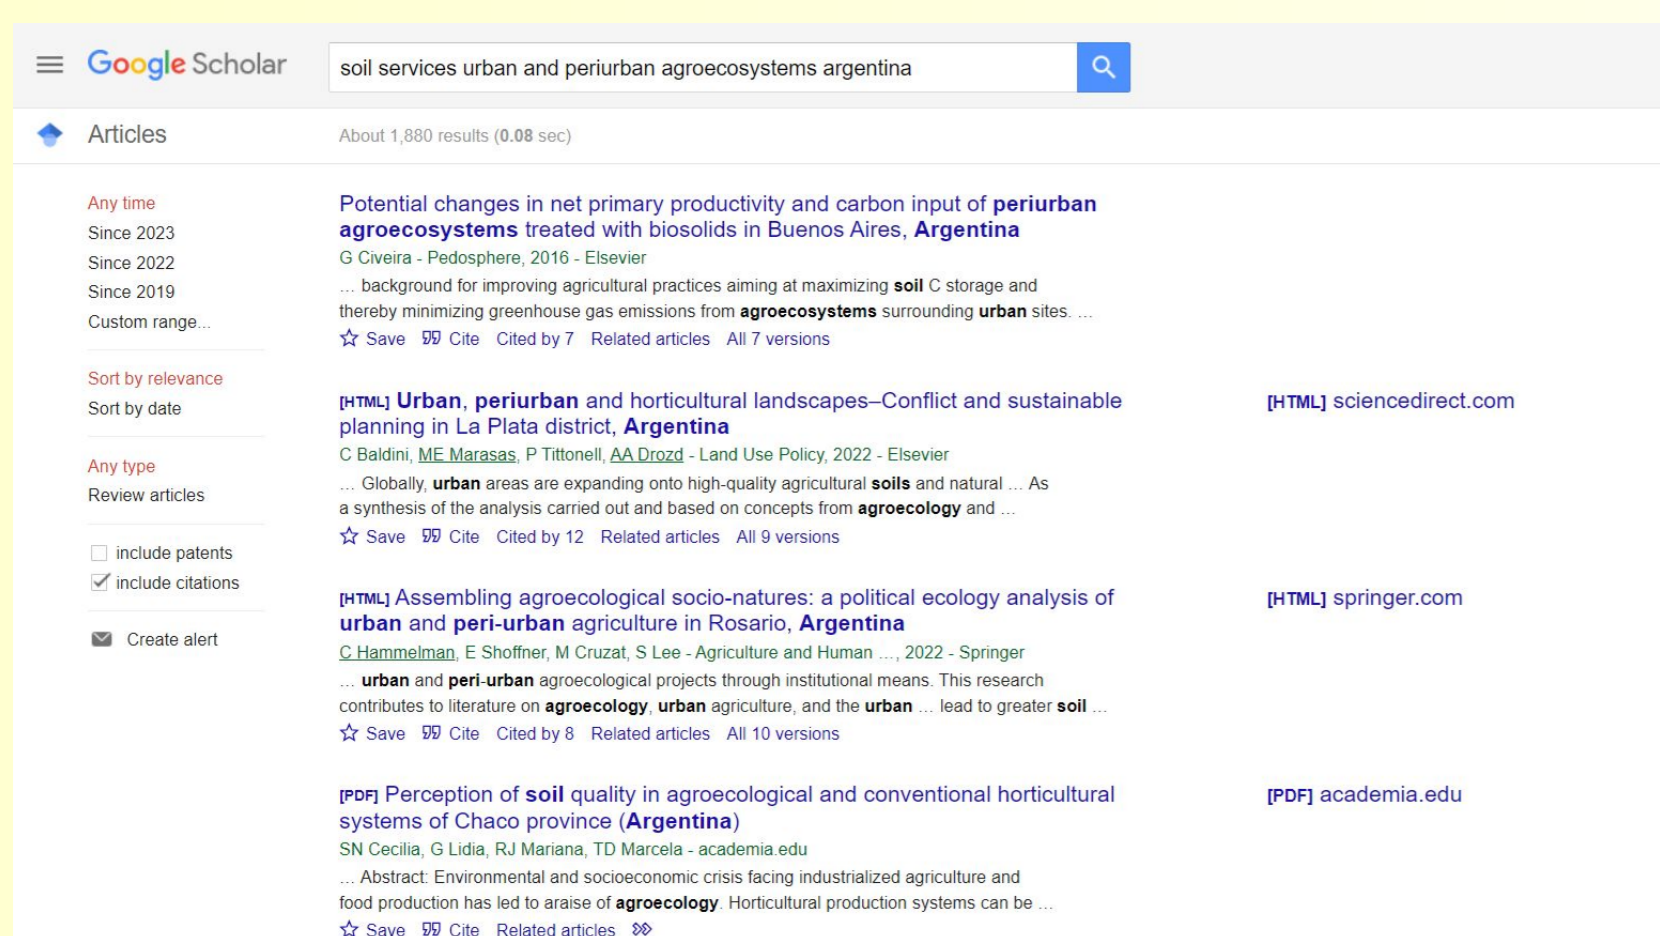 Google Scholar
soil services urban and periurban agroecosystems argentina
Articles
About 1,880 results (0.08 sec)
Any time
Since 2023
Since 2022
Since 2019
Custom range...
Sort by relevance
Sort by date
Any type
Review articles
include patents
include citations
Create alert
Potential changes in net primary productivity and carbon input of periurban
agroecosystems treated with biosolids in Buenos Aires, Argentina
G Civeira - Pedosphere, 2016 - Elsevier
... background for improving agricultural practices aiming at maximizing soil C storage and
thereby minimizing greenhouse gas emissions from agroecosystems surrounding urban sites. ...
Save Cite Cited by 7 Related articles All 7 versions
[HTML] Urban, periurban and horticultural landscapes–Conflict and sustainable
planning in La Plata district, Argentina
C Baldini, ME Marasas, P Tittonell, AA Drozd - Land Use Policy, 2022 - Elsevier
... Globally, urban areas are expanding onto high-quality agricultural soils and natural ... As
a synthesis of the analysis carried out and based on concepts from agroecology and ...
Save Cite Cited by 12 Related articles All 9 versions
[HTML] sciencedirect.com
[HTML] Assembling agroecological socio-natures: a political ecology analysis of
urban and peri-urban agriculture in Rosario, Argentina
C Hammelman, E Shoffner, M Cruzat, S Lee - Agriculture and Human ..., 2022 - Springer
... urban and peri-urban agroecological projects through institutional means. This research
contributes to literature on agroecology, urban agriculture, and the urban ... lead to greater soil ...
Save Cite Cited by 8 Related articles All 10 versions
[HTML] springer.com
[PDF] Perception of soil quality in agroecological and conventional horticultural
systems of Chaco province (Argentina)
SN Cecilia, G Lidia, RJ Mariana, TD Marcela - academia.edu
... Abstract: Environmental and socioeconomic crisis facing industrialized agriculture and
food production has led to araise of agroecology. Horticultural production systems can be ...
Save Cite Related articles
[PDF] academia.edu